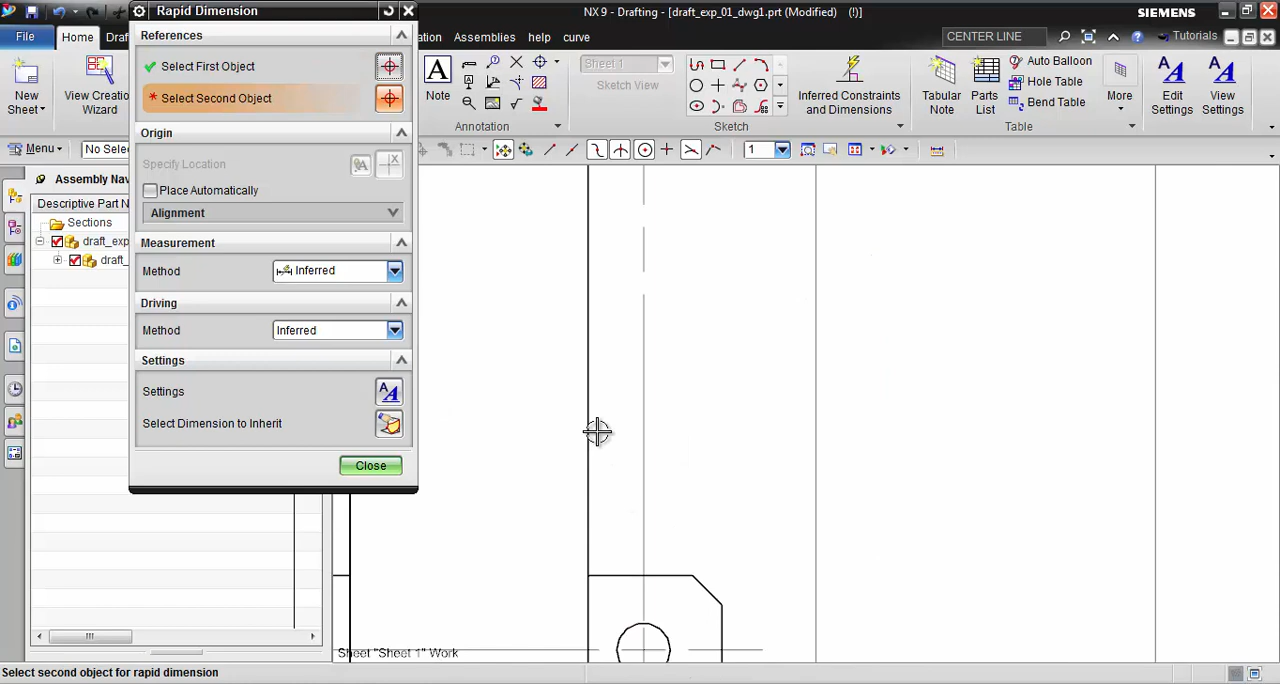 Rapid Dimension
NX 9 - Drafting - [draft_exp_01_dwg1.prt (Modified) (!)]
SIEMENS
File
Home
ation
Assemblies
help
curve
CENTER LINE
Tutorials
References
Select First Object
* Select Second Object
Origin
Specify Location
Place Automatically
Alignment
Measurement
Method
Inferred
Driving
Method
Inferred
Settings
Settings
Select Dimension to Inherit
Close
New
Sheet
View Creatio
Wizard
Note
Annotation
Sheet 1
Sketch View
Sketch
Inferred Constraints
and Dimensions
Tabular
Note
Parts
List
Auto Balloon
Hole Table
Bend Table
Table
More
Edit
Settings
View
Settings
Menu
No Selec
1
Assembly Nav
Descriptive Part N
Sections
draft_exp
draft_
Sheet "Sheet 1" Work
Select second object for rapid dimension